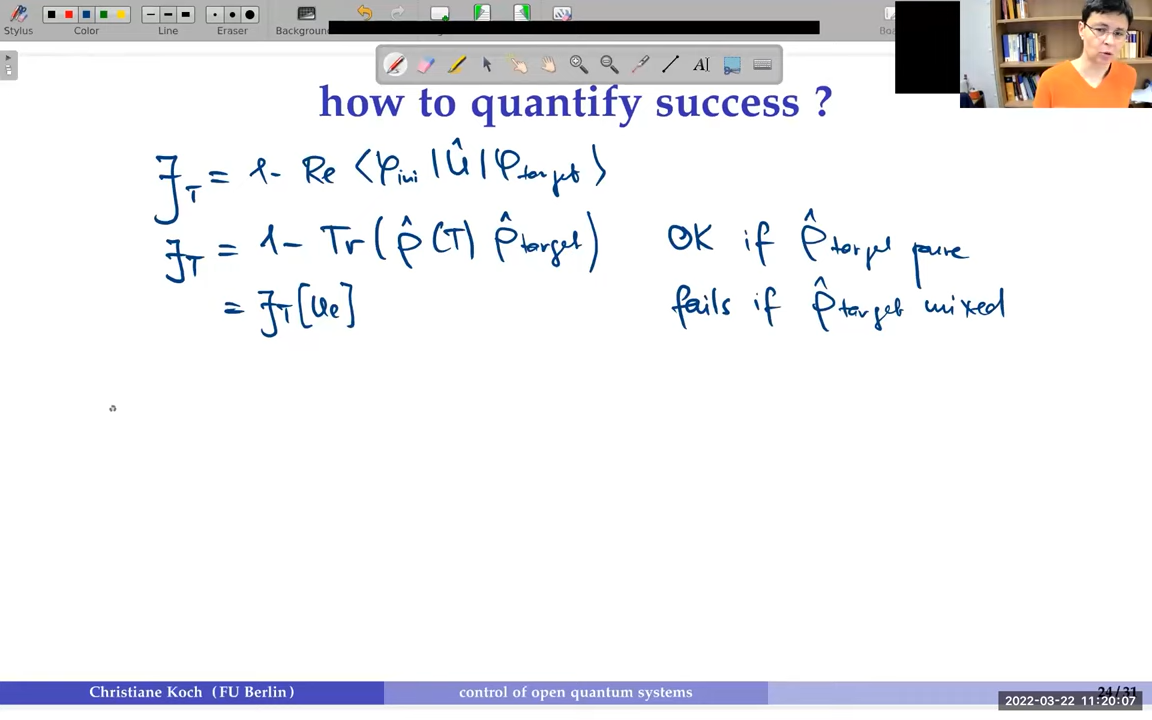 Stylus Color Line Eraser Background
how to quantify success ?
J_T = 1 - Re ⟨φ_ini | Û | φ_target⟩
J_T = 1 - Tr ( ρ̂ (T) ρ̂_target ) OK if ρ̂_target pure
= J_T [u_e] fails if ρ̂_target mixed
Christiane Koch (FU Berlin) control of open quantum systems 24/31
2022-03-22 11:20:07